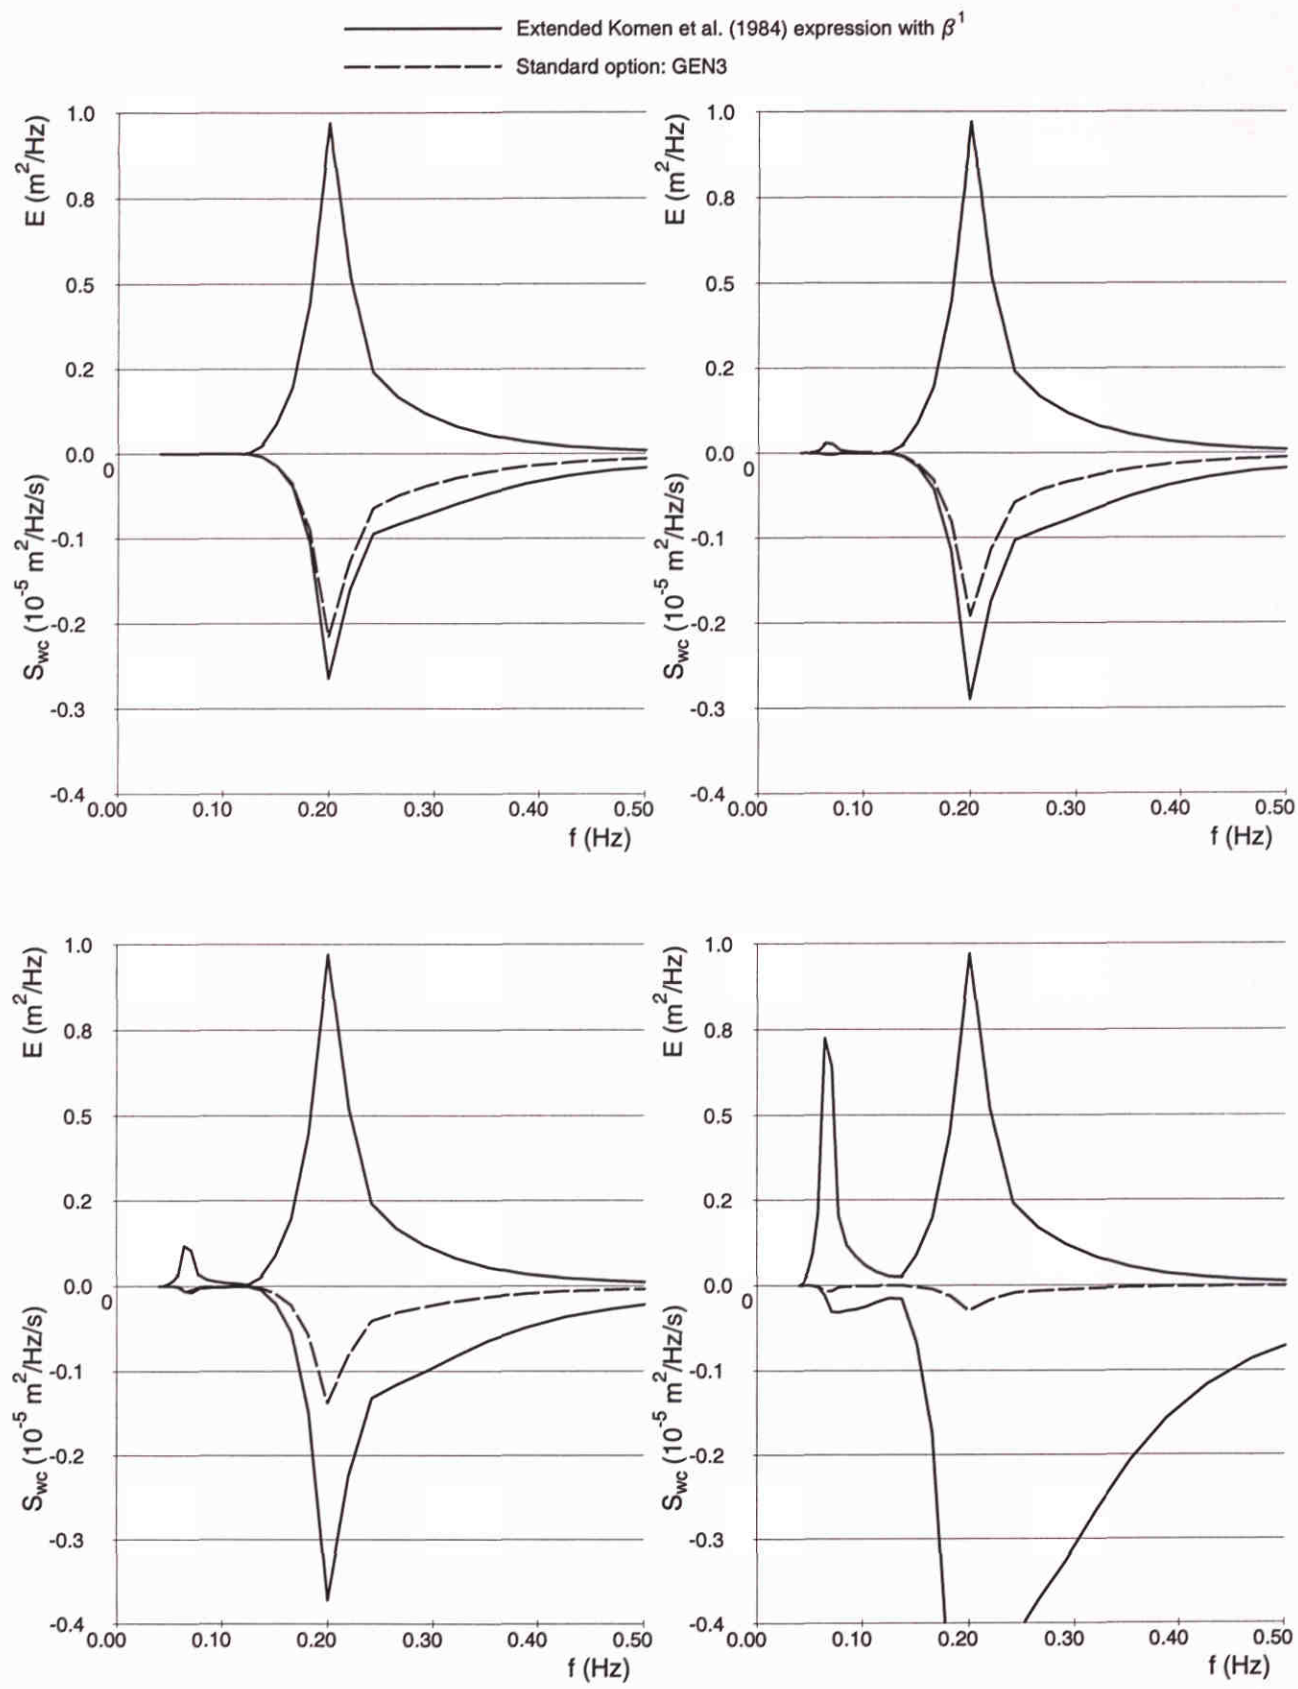 Extended Komen et al. (1984) expression with β¹
Standard option: GEN3
E (m²/Hz)
1.0
0.8
0.5
0.2
0.0
0
S_wc (10⁻⁵ m²/Hz/s)
-0.1
-0.2
-0.3
-0.4
0.00 0.10 0.20 0.30 0.40 0.50
f (Hz)
E (m²/Hz)
1.0
0.8
0.5
0.2
0.0
0
S_wc (10⁻⁵ m²/Hz/s)
-0.1
-0.2
-0.3
-0.4
0.00 0.10 0.20 0.30 0.40 0.50
f (Hz)
E (m²/Hz)
1.0
0.8
0.5
0.2
0.0
0
S_wc (10⁻⁵ m²/Hz/s)
-0.1
-0.2
-0.3
-0.4
0.00 0.10 0.20 0.30 0.40 0.50
f (Hz)
E (m²/Hz)
1.0
0.8
0.5
0.2
0.0
0
S_wc (10⁻⁵ m²/Hz/s)
-0.1
-0.2
-0.3
-0.4
0.00 0.10 0.20 0.30 0.40 0.50
f (Hz)